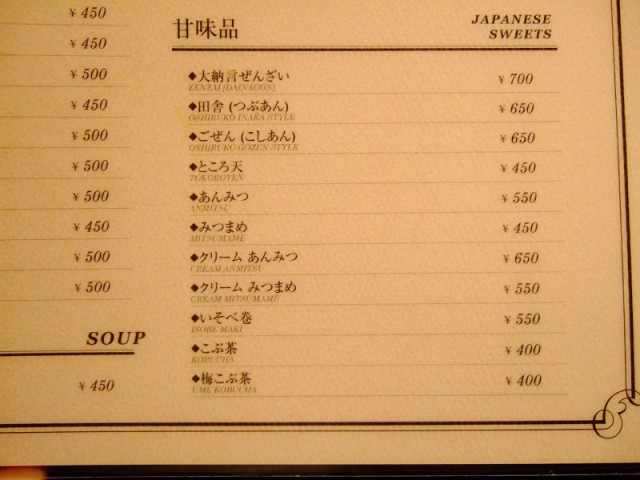 ¥ 450
¥ 450
¥ 500
¥ 450
¥ 500
¥ 500
¥ 500
¥ 450
¥ 500
¥ 500
SOUP
¥ 450
甘味品
JAPANESE
SWEETS
◆大納言ぜんざい ¥ 700
ZENZAI [DAINAGON]
◆田舎 (つぶあん) ¥ 650
OSHIRUKO INAKA STYLE
◆ごぜん (こしあん) ¥ 650
OSHIRUKO GOZEN STYLE
◆ところ天 ¥ 450
TOKOROTEN
◆あんみつ ¥ 550
ANMITSU
◆みつまめ ¥ 450
MITSUMAME
◆クリーム あんみつ ¥ 650
CREAM ANMITSU
◆クリーム みつまめ ¥ 550
CREAM MITSUMAME
◆いそべ巻 ¥ 550
ISOBE MAKI
◆こぶ茶 ¥ 400
KOBUCHA
◆梅こぶ茶 ¥ 400
UME KOBUCHA